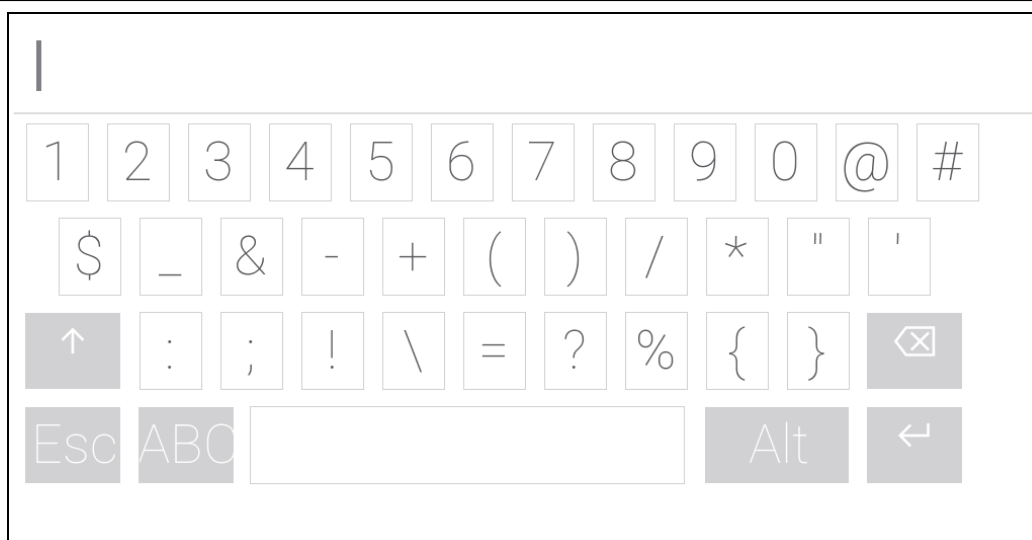 1 2 3 4 5 6 7 8 9 0 @ #
$ _ & - + ( ) / * " '
↑ : ; ! \ = ? % { } ⌫
Esc ABC Alt ↵